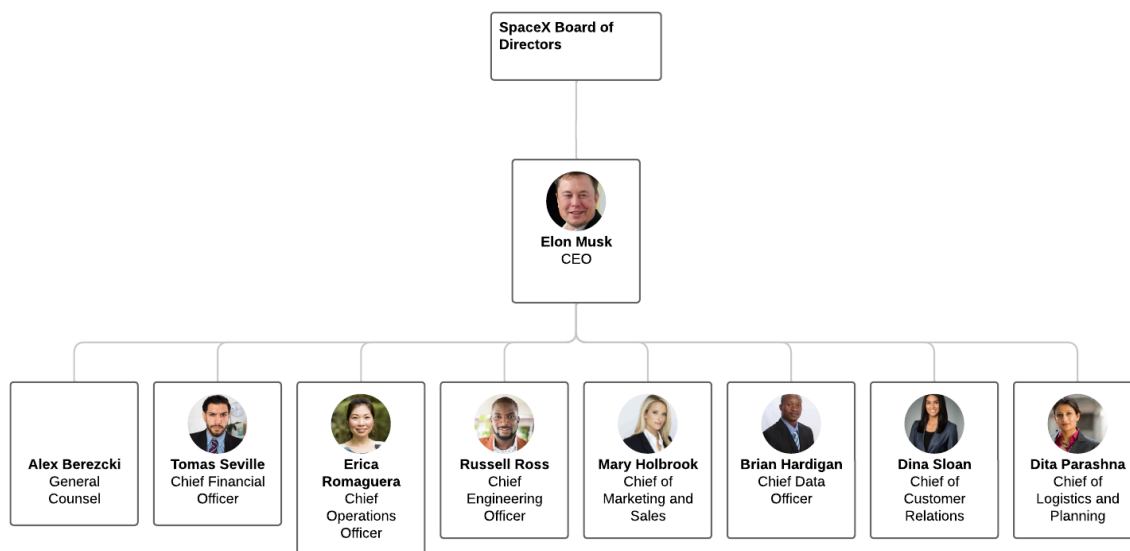 SpaceX Board of
Directors
Elon Musk
CEO
Alex Berezcki
General
Counsel
Tomas Seville
Chief Financial
Officer
Erica
Romaguera
Chief
Operations
Officer
Russell Ross
Chief
Engineering
Officer
Mary Holbrook
Chief of
Marketing and
Sales
Brian Hardigan
Chief Data
Officer
Dina Sloan
Chief of
Customer
Relations
Dita Parashna
Chief of
Logistics and
Planning